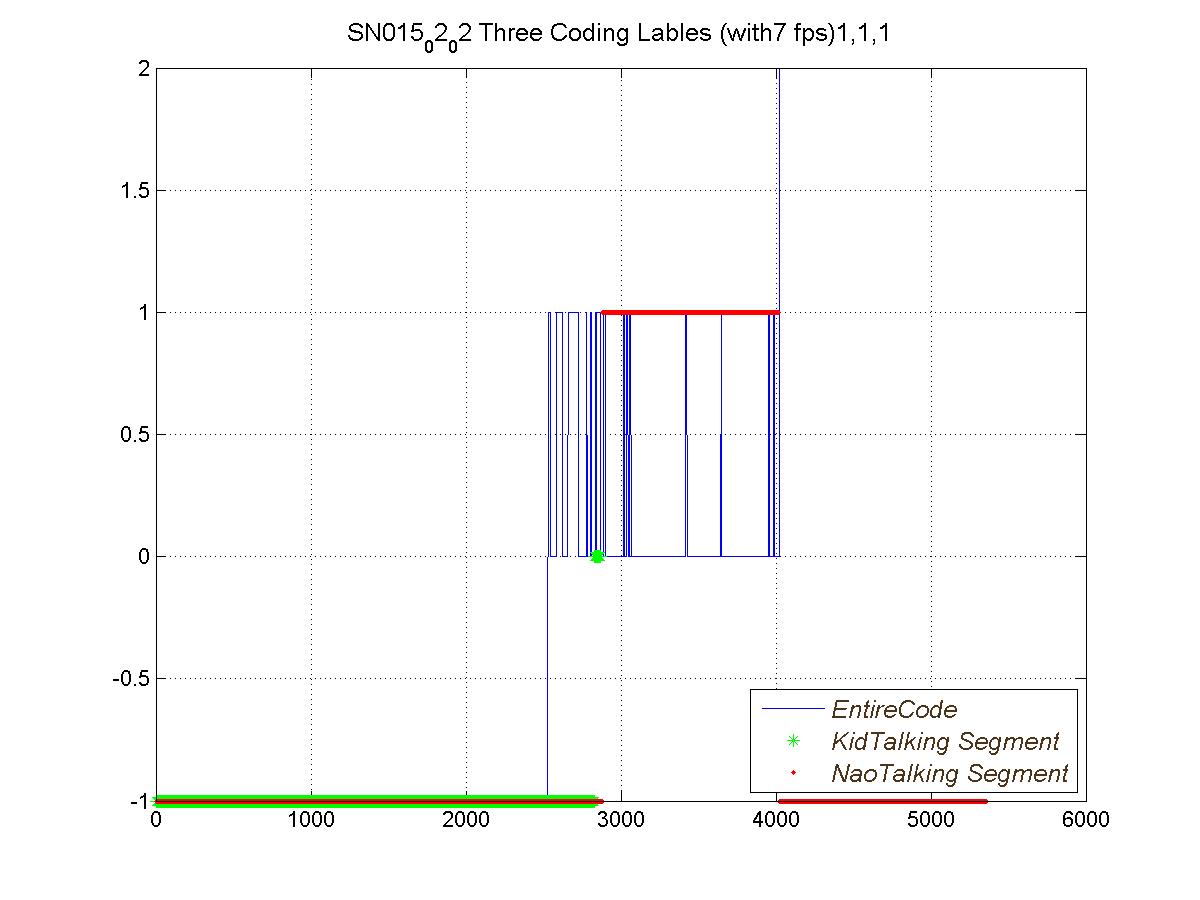 SN015₀2₀2 Three Coding Lables (with7 fps)1,1,1
2
1.5
1
0.5
0
-0.5
-1
0 1000 2000 3000 4000 5000 6000
EntireCode
KidTalking Segment
NaoTalking Segment